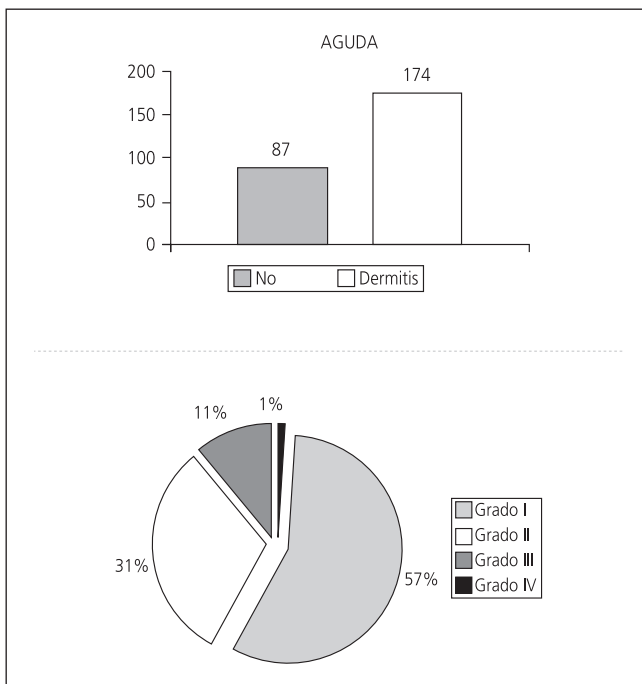 AGUDA
200
174
150
87
100
50
0
No Dermitis
11% 1%
31%
57%
Grado I
Grado II
Grado III
Grado IV